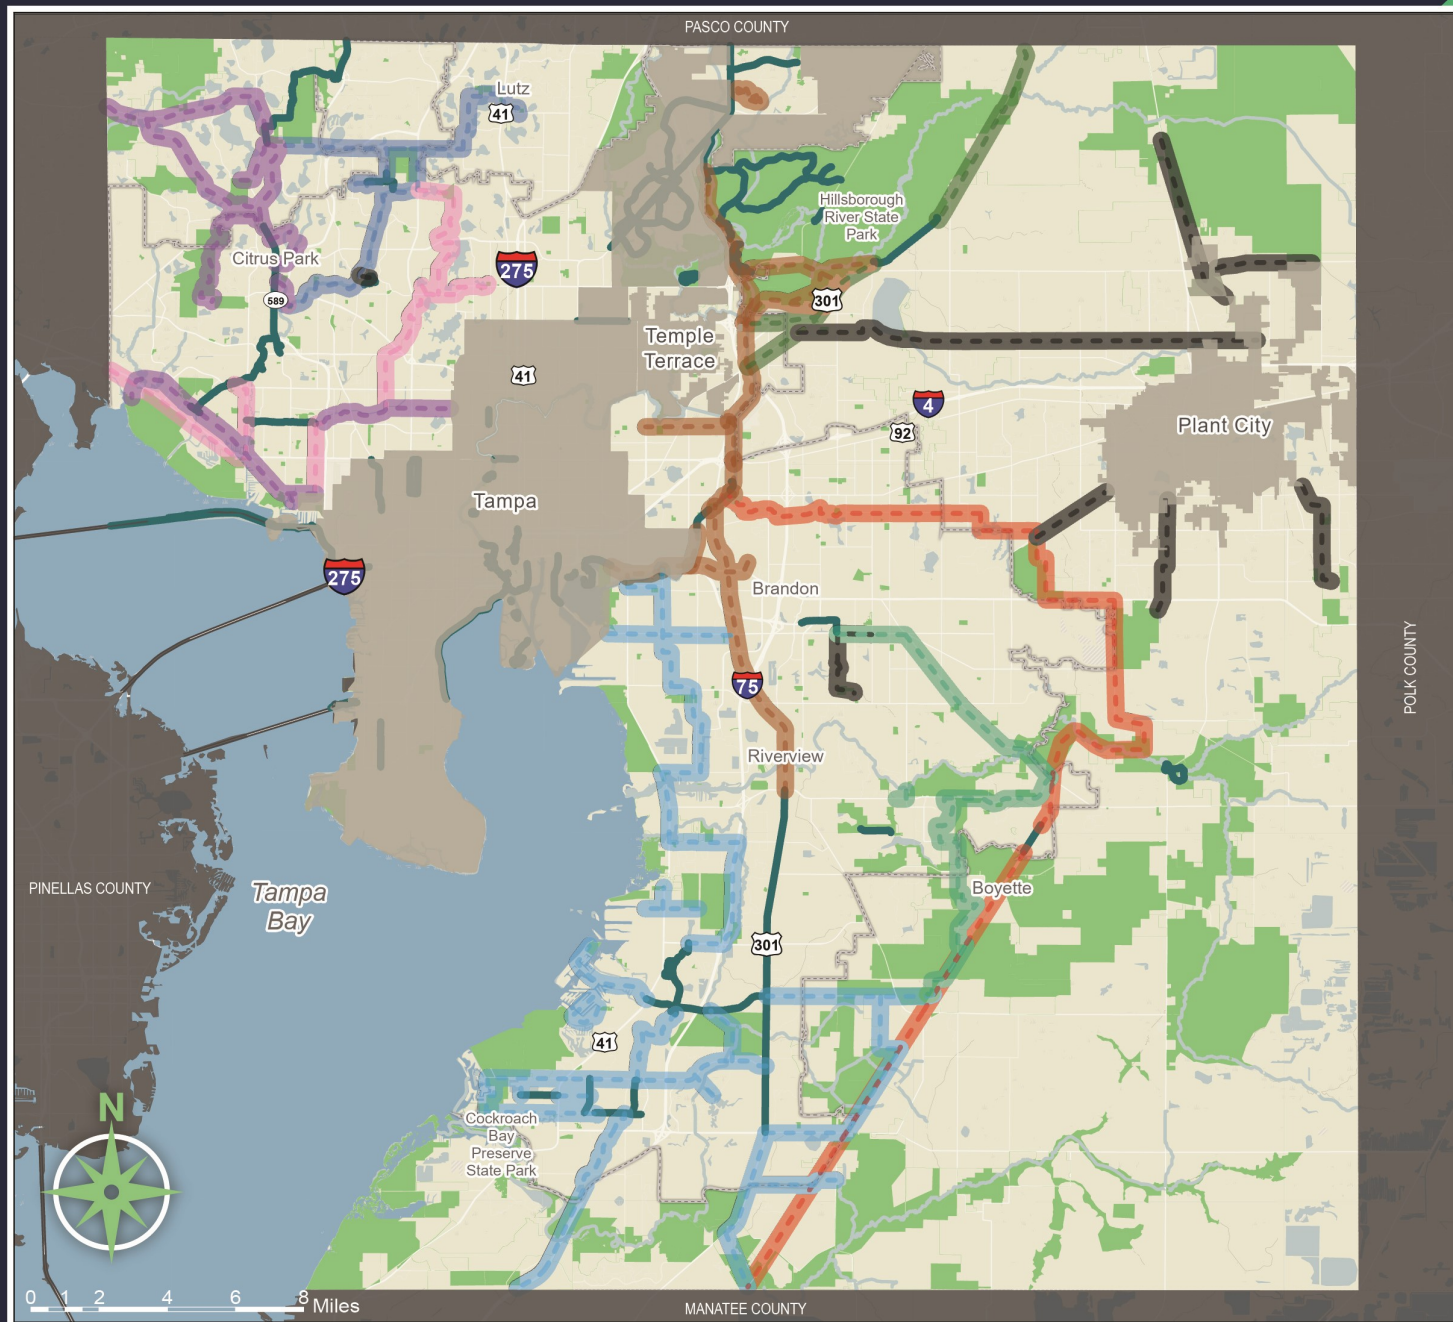 PASCO COUNTY
Lutz
41
Hillsborough
River State
Park
Citrus Park
275
589
301
Temple
Terrace
41
4
92
Plant City
Tampa
275
Brandon
POLK COUNTY
75
Riverview
PINELLAS COUNTY
Tampa
Bay
Boyette
301
41
N
Cockroach
Bay
Preserve
State Park
0 1 2 4 6 8 Miles
MANATEE COUNTY